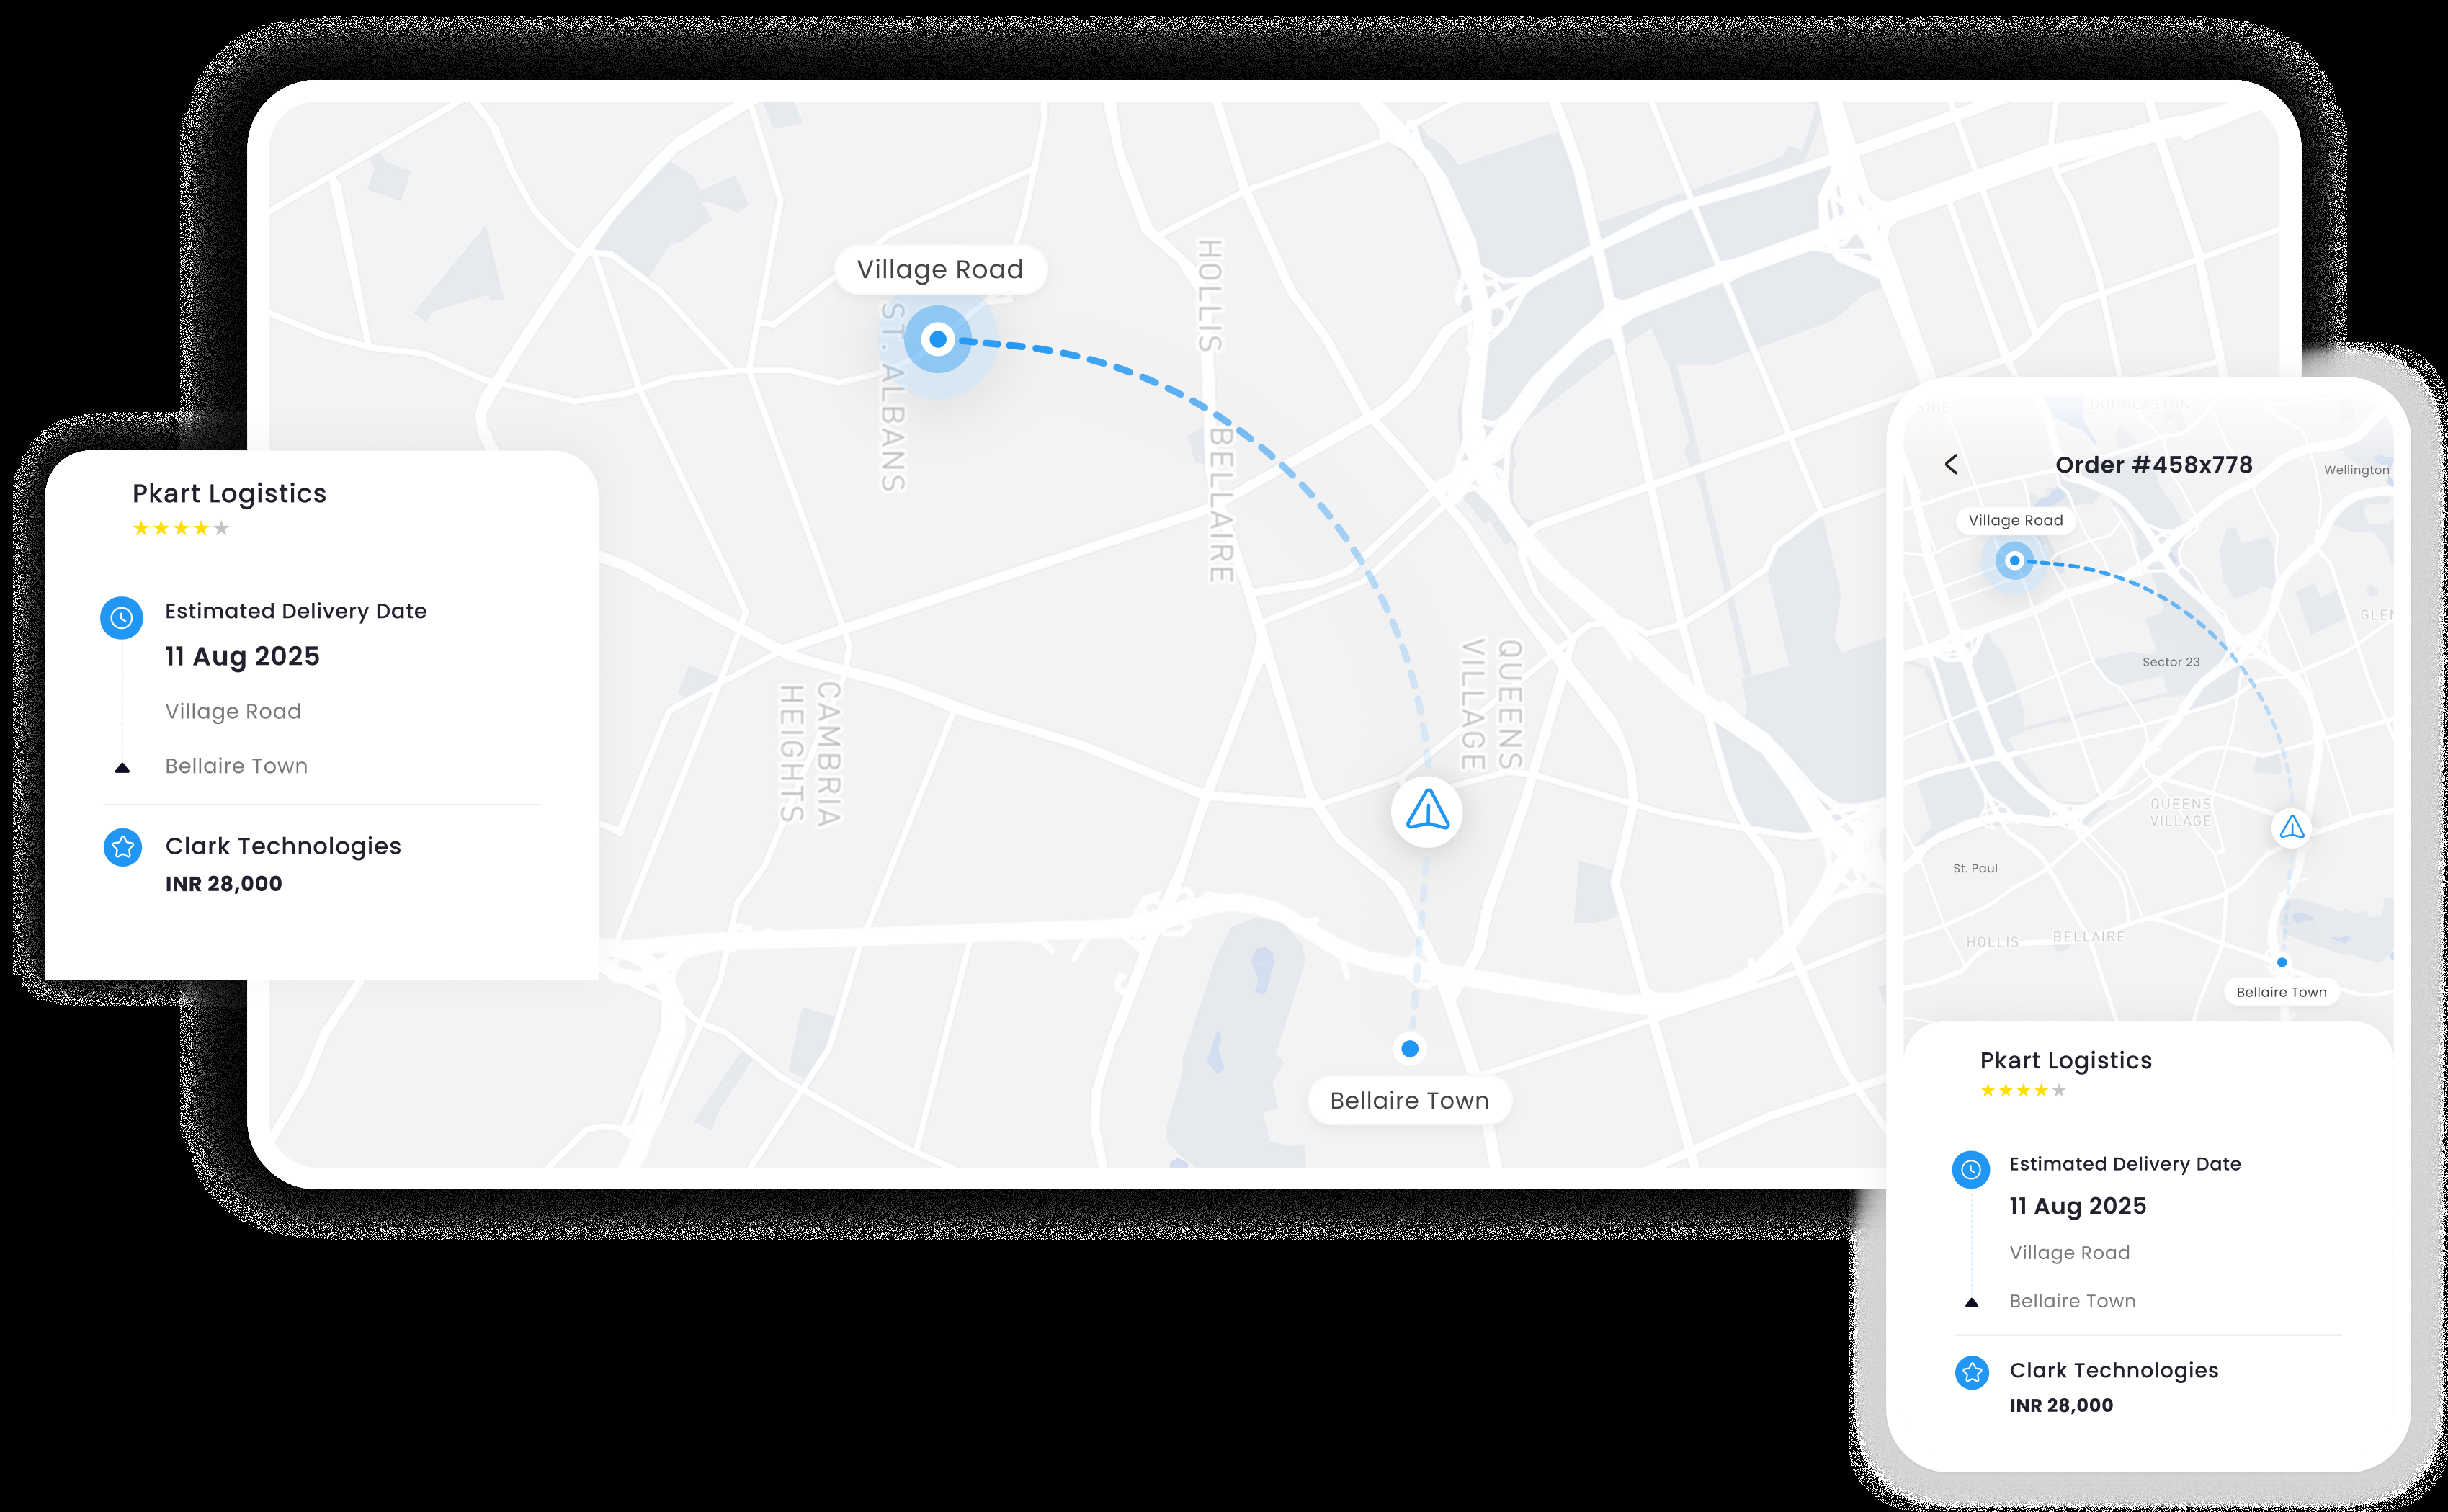 Village Road
ST. ALBANS
HOLLIS
BELLAIRE
QUEENS
VILLAGE
CAMBRIA
HEIGHTS
Bellaire Town
Pkart Logistics
Estimated Delivery Date
11 Aug 2025
Village Road
Bellaire Town
Clark Technologies
INR 28,000
SIDE
DOUGLASTON
Order #458x778
Wellington
Village Road
GLEN
Sector 23
QUEENS
VILLAGE
St. Paul
HOLLIS
BELLAIRE
Bellaire Town
Pkart Logistics
Estimated Delivery Date
11 Aug 2025
Village Road
Bellaire Town
Clark Technologies
INR 28,000